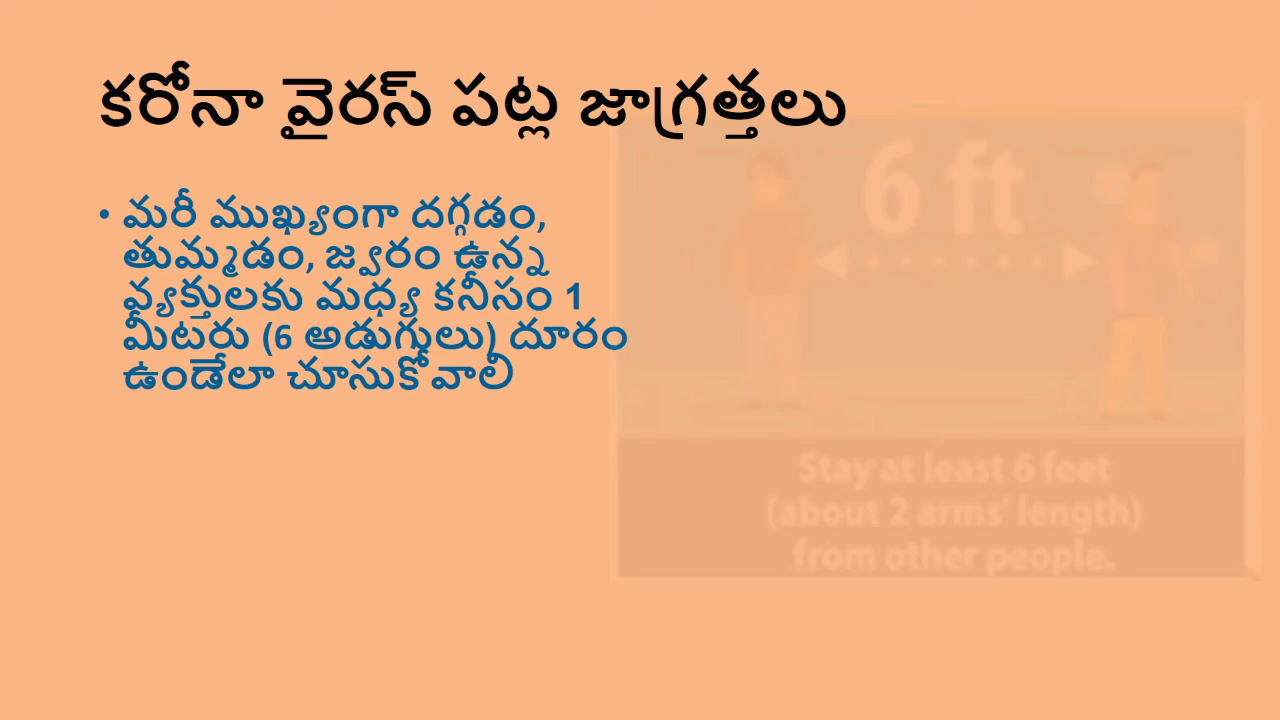 కరోనా వైరస్ పట్ల జాగ్రత్తలు
• మరీ ముఖ్యంగా దగ్గడం,
తుమ్మడం, జ్వరం ఉన్న
వ్యక్తులకు మధ్య కనీసం 1
మీటరు (6 అడుగులు) దూరం
ఉండేలా చూసుకోవాలి
6 ft
Stay at least 6 feet
(about 2 arms' length)
from other people.